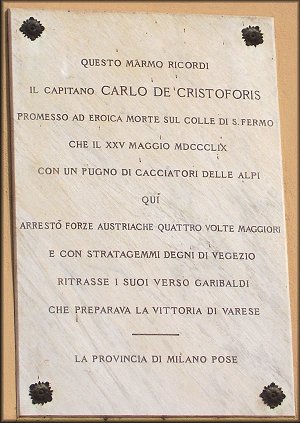 QUESTO MARMO RICORDI
IL CAPITANO CARLO DE'CRISTOFORIS
PROMESSO AD EROICA MORTE SUL COLLE DI S. FERMO
CHE IL XXV MAGGIO MDCCCLIX
CON UN PUGNO DI CACCIATORI DELLE ALPI
QUÌ
ARRESTÒ FORZE AUSTRIACHE QUATTRO VOLTE MAGGIORI
E CON STRATAGEMMI DEGNI DI VEGEZIO
RITRASSE I SUOI VERSO GARIBALDI
CHE PREPARAVA LA VITTORIA DI VARESE
LA PROVINCIA DI MILANO POSE